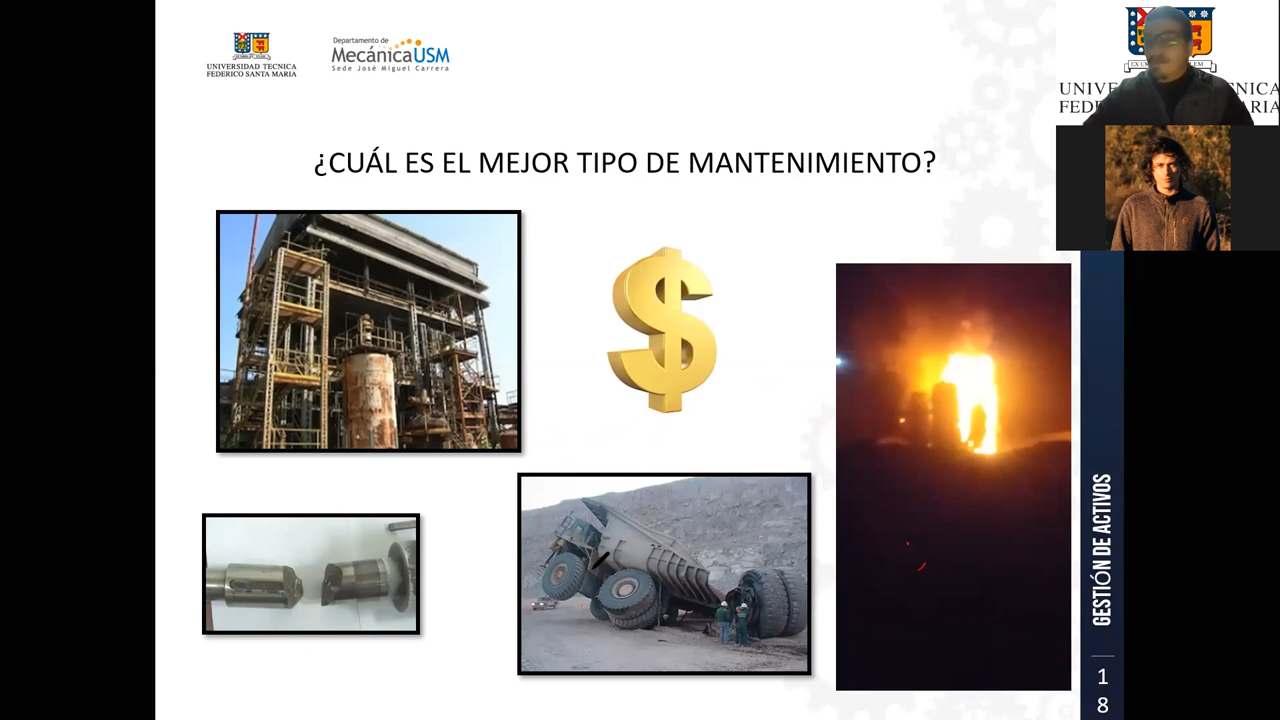 UNIVERSIDAD TECNICA
FEDERICO SANTA MARIA
Departamento de
MecánicaUSM
Sede José Miguel Carrera
¿CUÁL ES EL MEJOR TIPO DE MANTENIMIENTO?
GESTIÓN DE ACTIVOS
1
8